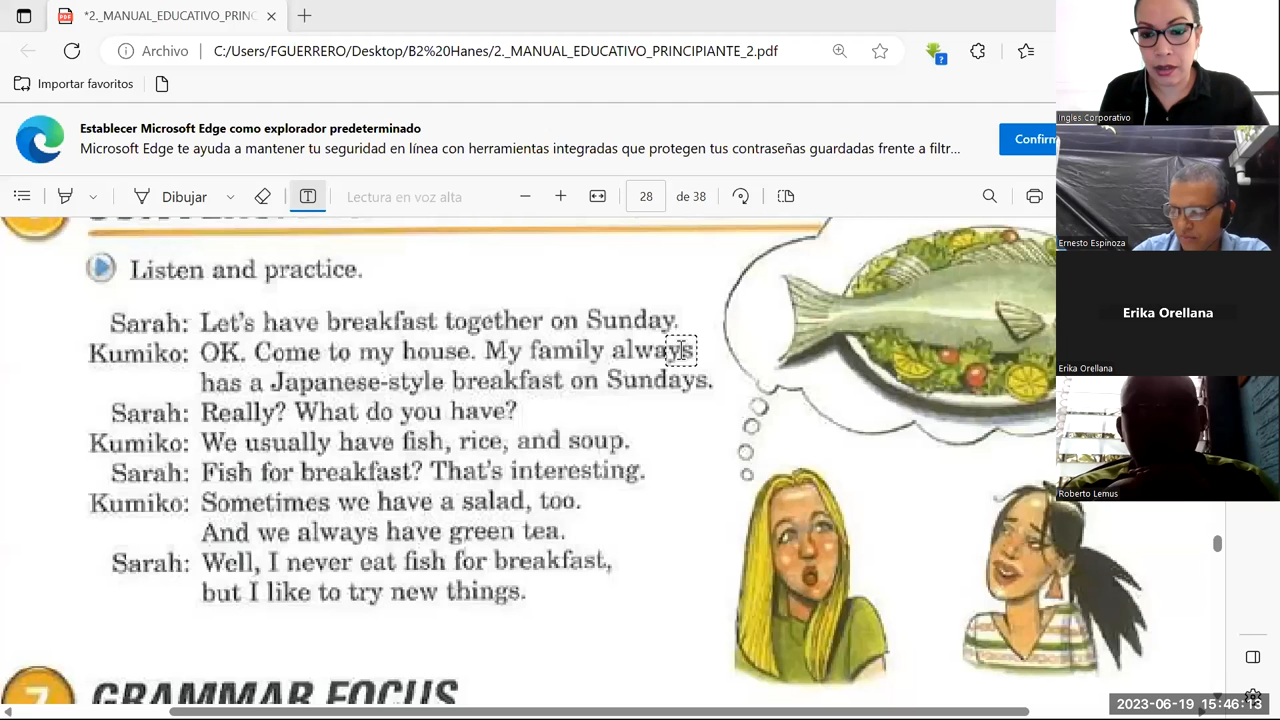 *2._MANUAL_EDUCATIVO_PRINC
Archivo
C:/Users/FGUERRERO/Desktop/B2%20Hanes/2._MANUAL_EDUCATIVO_PRINCIPIANTE_2.pdf
Importar favoritos
Establecer Microsoft Edge como explorador predeterminado
Microsoft Edge te ayuda a mantener tu seguridad en línea con herramientas integradas que protegen tus contraseñas guardadas frente a filtr...
Confirm
Dibujar
Lectura en voz alta
28 de 38
Listen and practice.
Sarah: Let's have breakfast together on Sunday.
Kumiko: OK. Come to my house. My family always
has a Japanese-style breakfast on Sundays.
Sarah: Really? What do you have?
Kumiko: We usually have fish, rice, and soup.
Sarah: Fish for breakfast? That's interesting.
Kumiko: Sometimes we have a salad, too.
And we always have green tea.
Sarah: Well, I never eat fish for breakfast,
but I like to try new things.
7 GRAMMAR FOCUS
Ingles Corporativo
Ernesto Espinoza
Erika Orellana
Erika Orellana
Roberto Lemus
2023-06-19 15:46:13